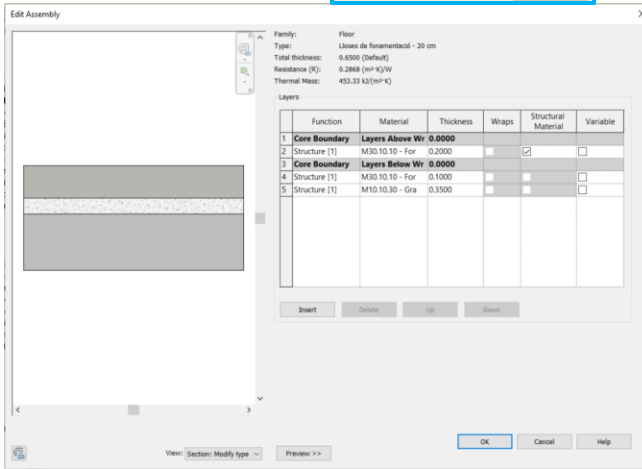 Edit Assembly
Family: Floor
Type: Lloses de fonamentació - 20 cm
Total thickness: 0.6500 (Default)
Resistance (R): 0.2868 (m²·K)/W
Thermal Mass: 453.33 kJ/(m²·K)
Layers
Function Material Thickness Wraps Structural Material Variable
1 Core Boundary Layers Above Wr 0.0000
2 Structure [1] M30.10.10 - For 0.2000
3 Core Boundary Layers Below Wr 0.0000
4 Structure [1] M30.10.10 - For 0.1000
5 Structure [1] M10.10.30 - Gra 0.3500
Insert Delete Up Down
OK Cancel Help
View: Section: Modify type Preview >>